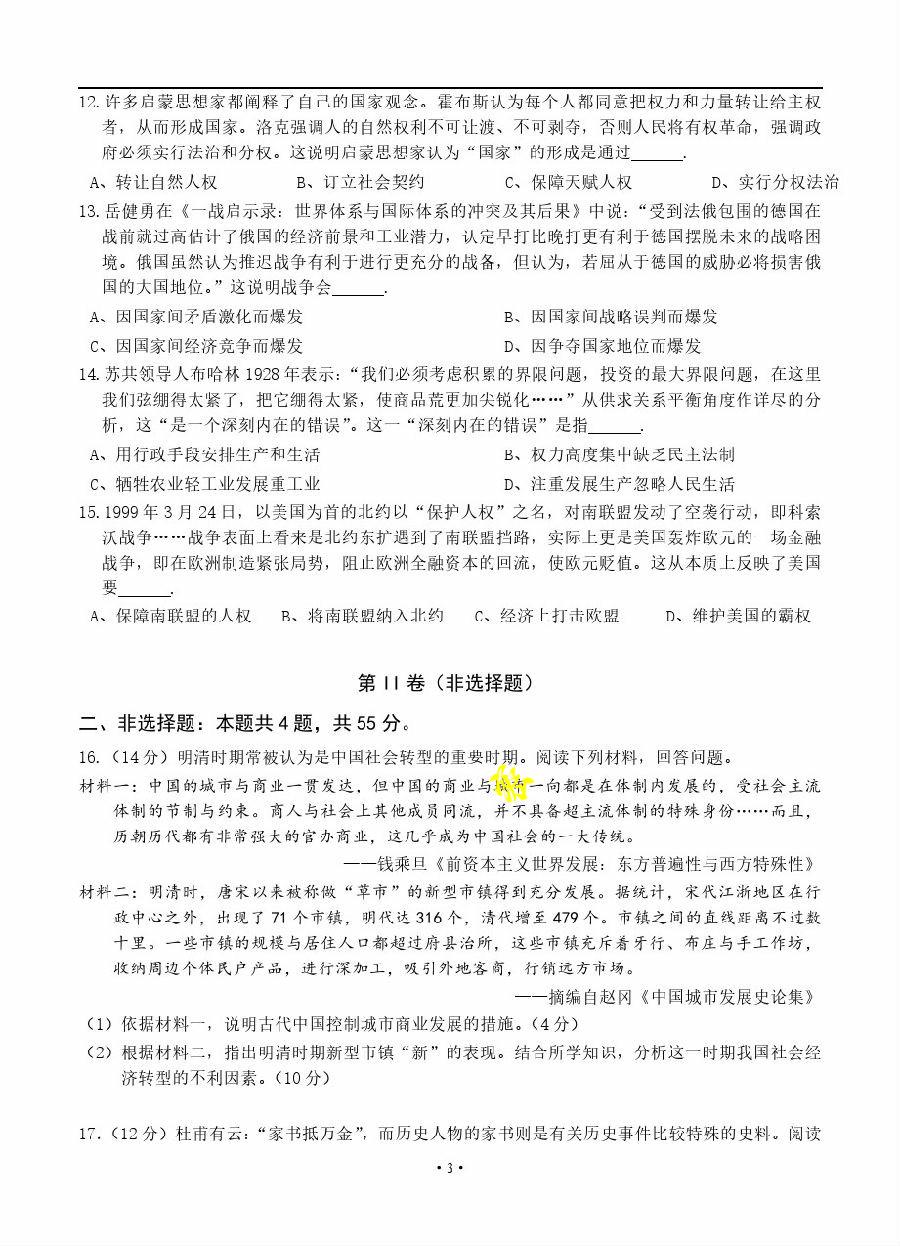 12. 许多启蒙思想家都阐释了自己的国家观念。霍布斯认为每个人都同意把权力和力量转让给主权
者，从而形成国家。洛克强调人的自然权利不可让渡、不可剥夺，否则人民将有权革命，强调政
府必须实行法治和分权。这说明启蒙思想家认为“国家”的形成是通过______.
A、转让自然人权 B、订立社会契约 C、保障天赋人权 D、实行分权法治
13. 岳健勇在《一战启示录：世界体系与国际体系的冲突及其后果》中说：“受到法俄包围的德国在
战前就过高估计了俄国的经济前景和工业潜力，认定早打比晚打更有利于德国摆脱未来的战略困
境。俄国虽然认为推迟战争有利于进行更充分的战备，但认为，若屈从于德国的威胁必将损害俄
国的大国地位。”这说明战争会______.
A、因国家间矛盾激化而爆发 B、因国家间战略误判而爆发
C、因国家间经济竞争而爆发 D、因争夺国家地位而爆发
14. 苏共领导人布哈林 1928 年表示：“我们必须考虑积累的界限问题，投资的最大界限问题，在这里
我们弦绷得太紧了，把它绷得太紧，使商品荒更加尖锐化……”从供求关系平衡角度作详尽的分
析，这“是一个深刻内在的错误”。这一“深刻内在的错误”是指______.
A、用行政手段安排生产和生活 B、权力高度集中缺乏民主法制
C、牺牲农业轻工业发展重工业 D、注重发展生产忽略人民生活
15. 1999 年 3 月 24 日，以美国为首的北约以“保护人权”之名，对南联盟发动了空袭行动，即科索
沃战争……战争表面上看来是北约东扩遇到了南联盟挡路，实际上更是美国轰炸欧元的 场金融
战争，即在欧洲制造紧张局势，阻止欧洲全融资本的回流，使欧元贬值。这从本质上反映了美国
要______.
A、保障南联盟的人权 B、将南联盟纳入北约 C、经济上打击欧盟 D、维护美国的霸权
第 II 卷（非选择题）
二、非选择题：本题共 4 题，共 55 分。
16.（14 分）明清时期常被认为是中国社会转型的重要时期。阅读下列材料，回答问题。
材料一：中国的城市与商业一贯发达，但中国的商业与一向都是在体制内发展的，受社会主流
体制的节制与约束。商人与社会上其他成员同流，并不具备超主流体制的特殊身份……而且，
历朝历代都有非常强大的官办商业，这几乎成为中国社会的一大传统。
——钱乘旦《前资本主义世界发展：东方普遍性与西方特殊性》
材料二：明清时，唐宋以来被称做“草市”的新型市镇得到充分发展。据统计，宋代江浙地区在行
政中心之外，出现了 71 个市镇，明代达 316 个，清代增至 479 个。市镇之间的直线距离不过数
十里。一些市镇的规模与居住人口都超过府县治所，这些市镇充斥着牙行、布庄与手工作坊，
收纳周边个体民户产品，进行深加工，吸引外地客商，行销远方市场。
——摘编自赵冈《中国城市发展史论集》
（1）依据材料一，说明古代中国控制城市商业发展的措施。（4 分）
（2）根据材料二，指出明清时期新型市镇“新”的表现。结合所学知识，分析这一时期我国社会经
济转型的不利因素。（10 分）
17.（12 分）杜甫有云：“家书抵万金”，而历史人物的家书则是有关历史事件比较特殊的史料。阅读
·3·